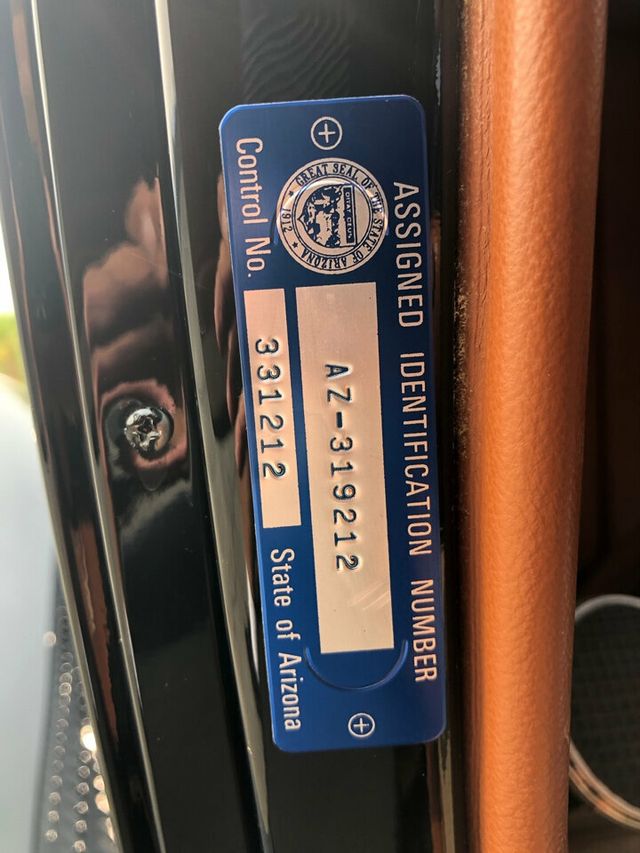 ASSIGNED IDENTIFICATION NUMBER
GREAT SEAL OF THE STATE OF ARIZONA
1912
AZ-319212
Control No.
331212
State of Arizona